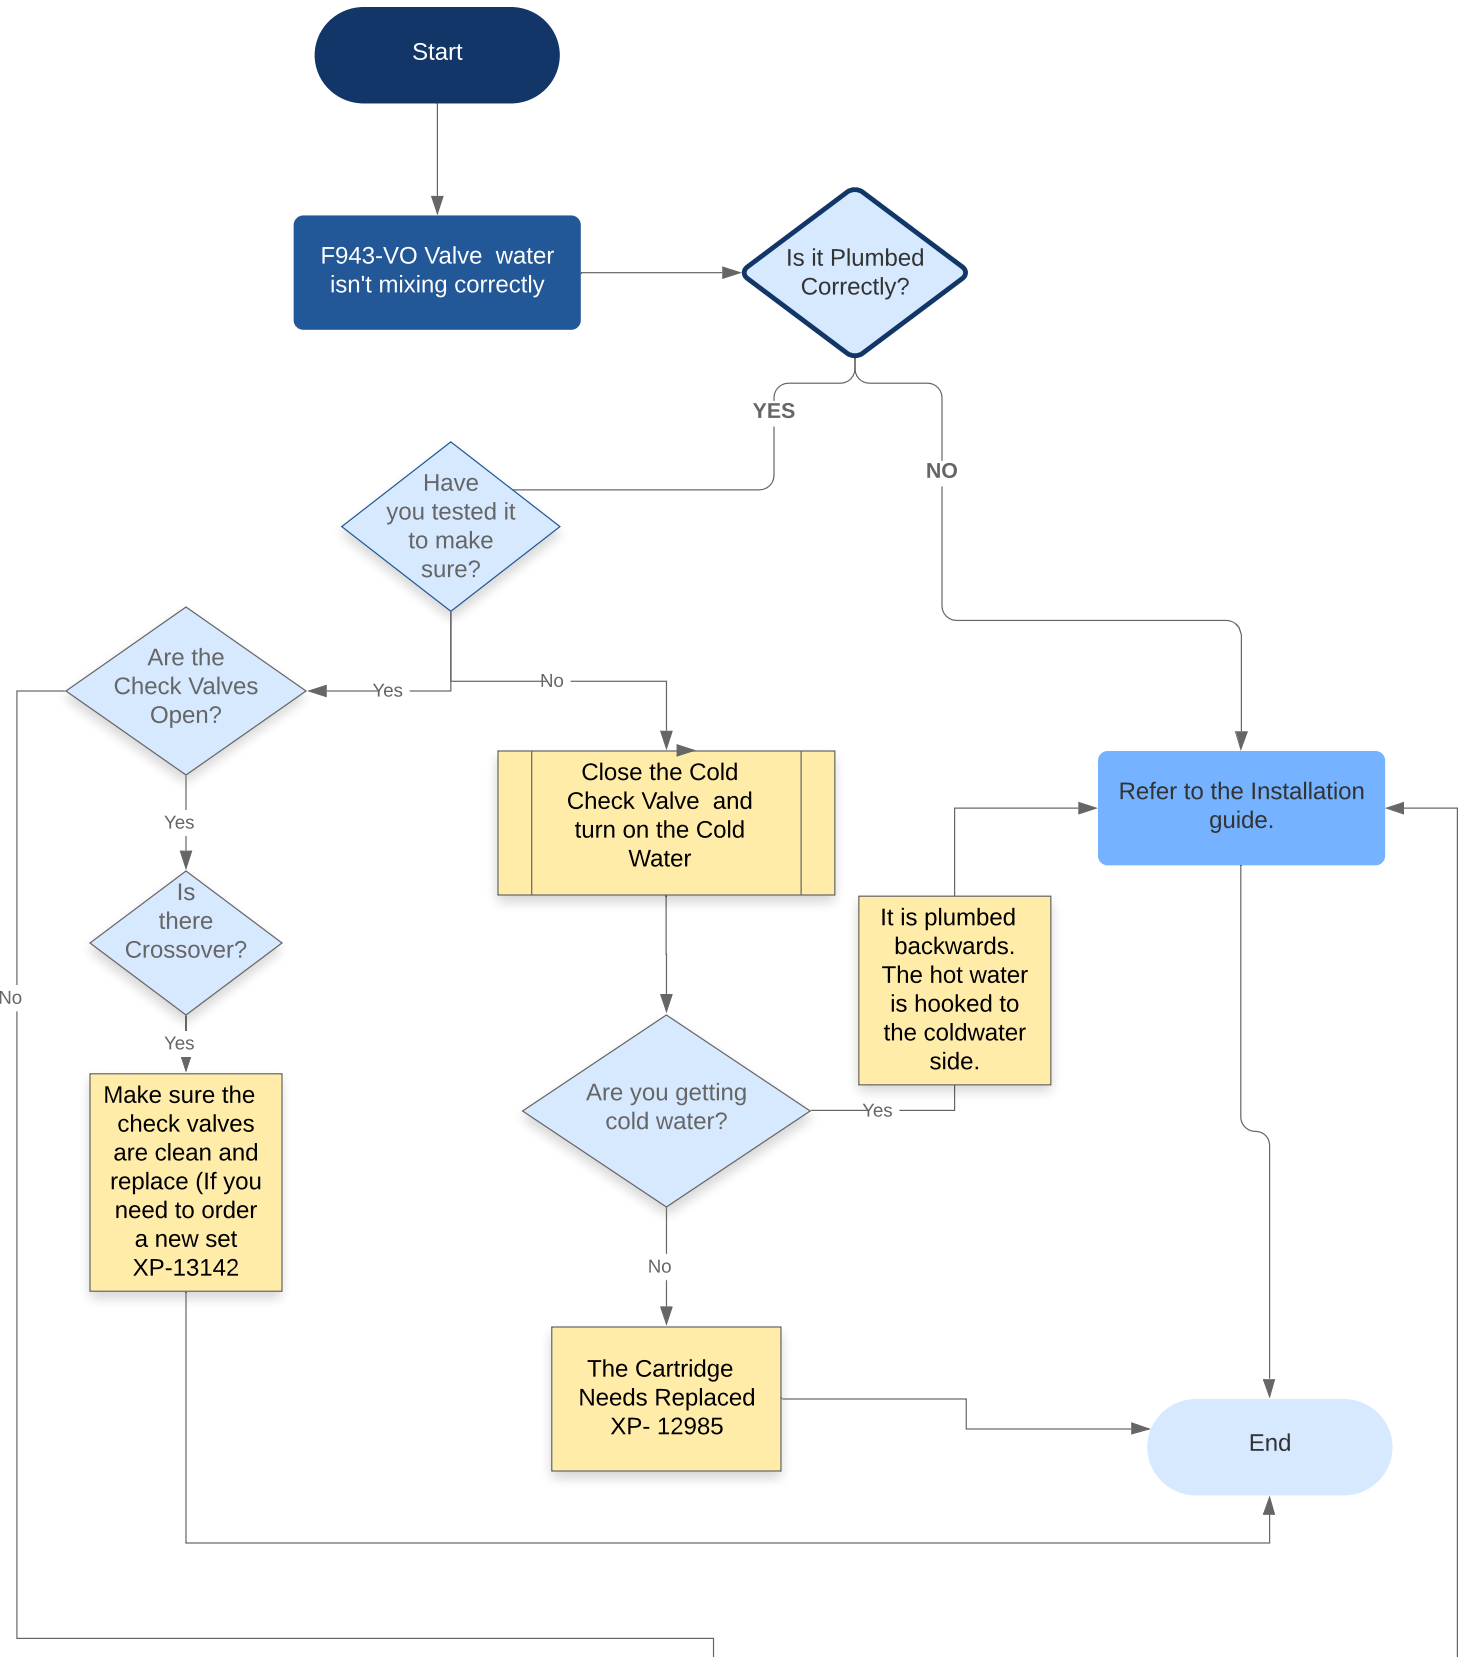 Start
F943-VO Valve  water
isn't mixing correctly
Is it Plumbed
Correctly?
YES
NO
Have
you tested it
to make
sure?
Are the
Check Valves
Open?
Yes
No
Close the Cold
Check Valve  and
turn on the Cold
Water
Refer to the Installation
guide.
Yes
Is
there
Crossover?
It is plumbed
backwards.
The hot water
is hooked to
the coldwater
side.
No
Yes
Make sure the
check valves
are clean and
replace (If you
need to order
a new set
XP-13142
Are you getting
cold water?
Yes
No
The Cartridge
Needs Replaced
XP- 12985
End